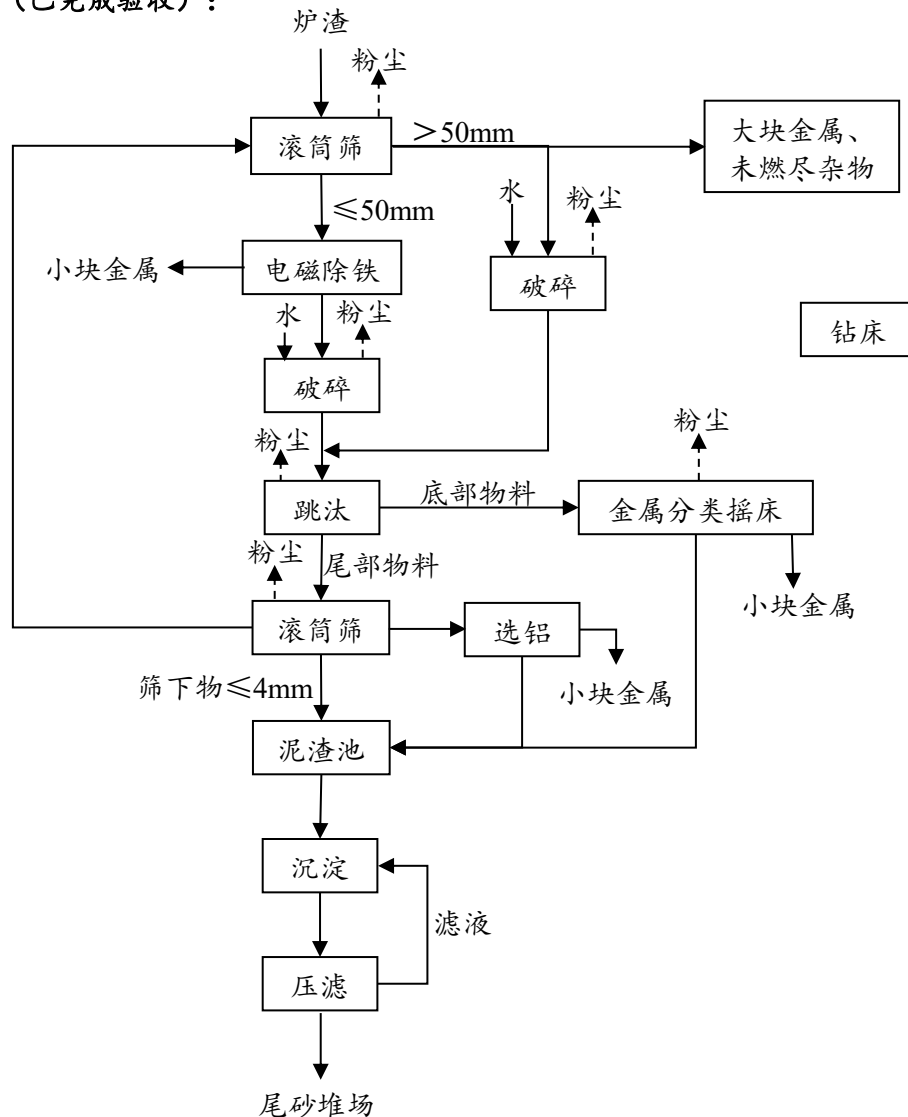 （已完成验收）：
炉渣
粉尘
滚筒筛
＞50mm
大块金属、
未燃尽杂物
≤50mm
水
粉尘
小块金属
电磁除铁
破碎
水
粉尘
钻床
破碎
粉尘
粉尘
跳汰
底部物料
金属分类摇床
粉尘
尾部物料
小块金属
滚筒筛
选铝
筛下物≤4mm
小块金属
泥渣池
沉淀
滤液
压滤
尾砂堆场